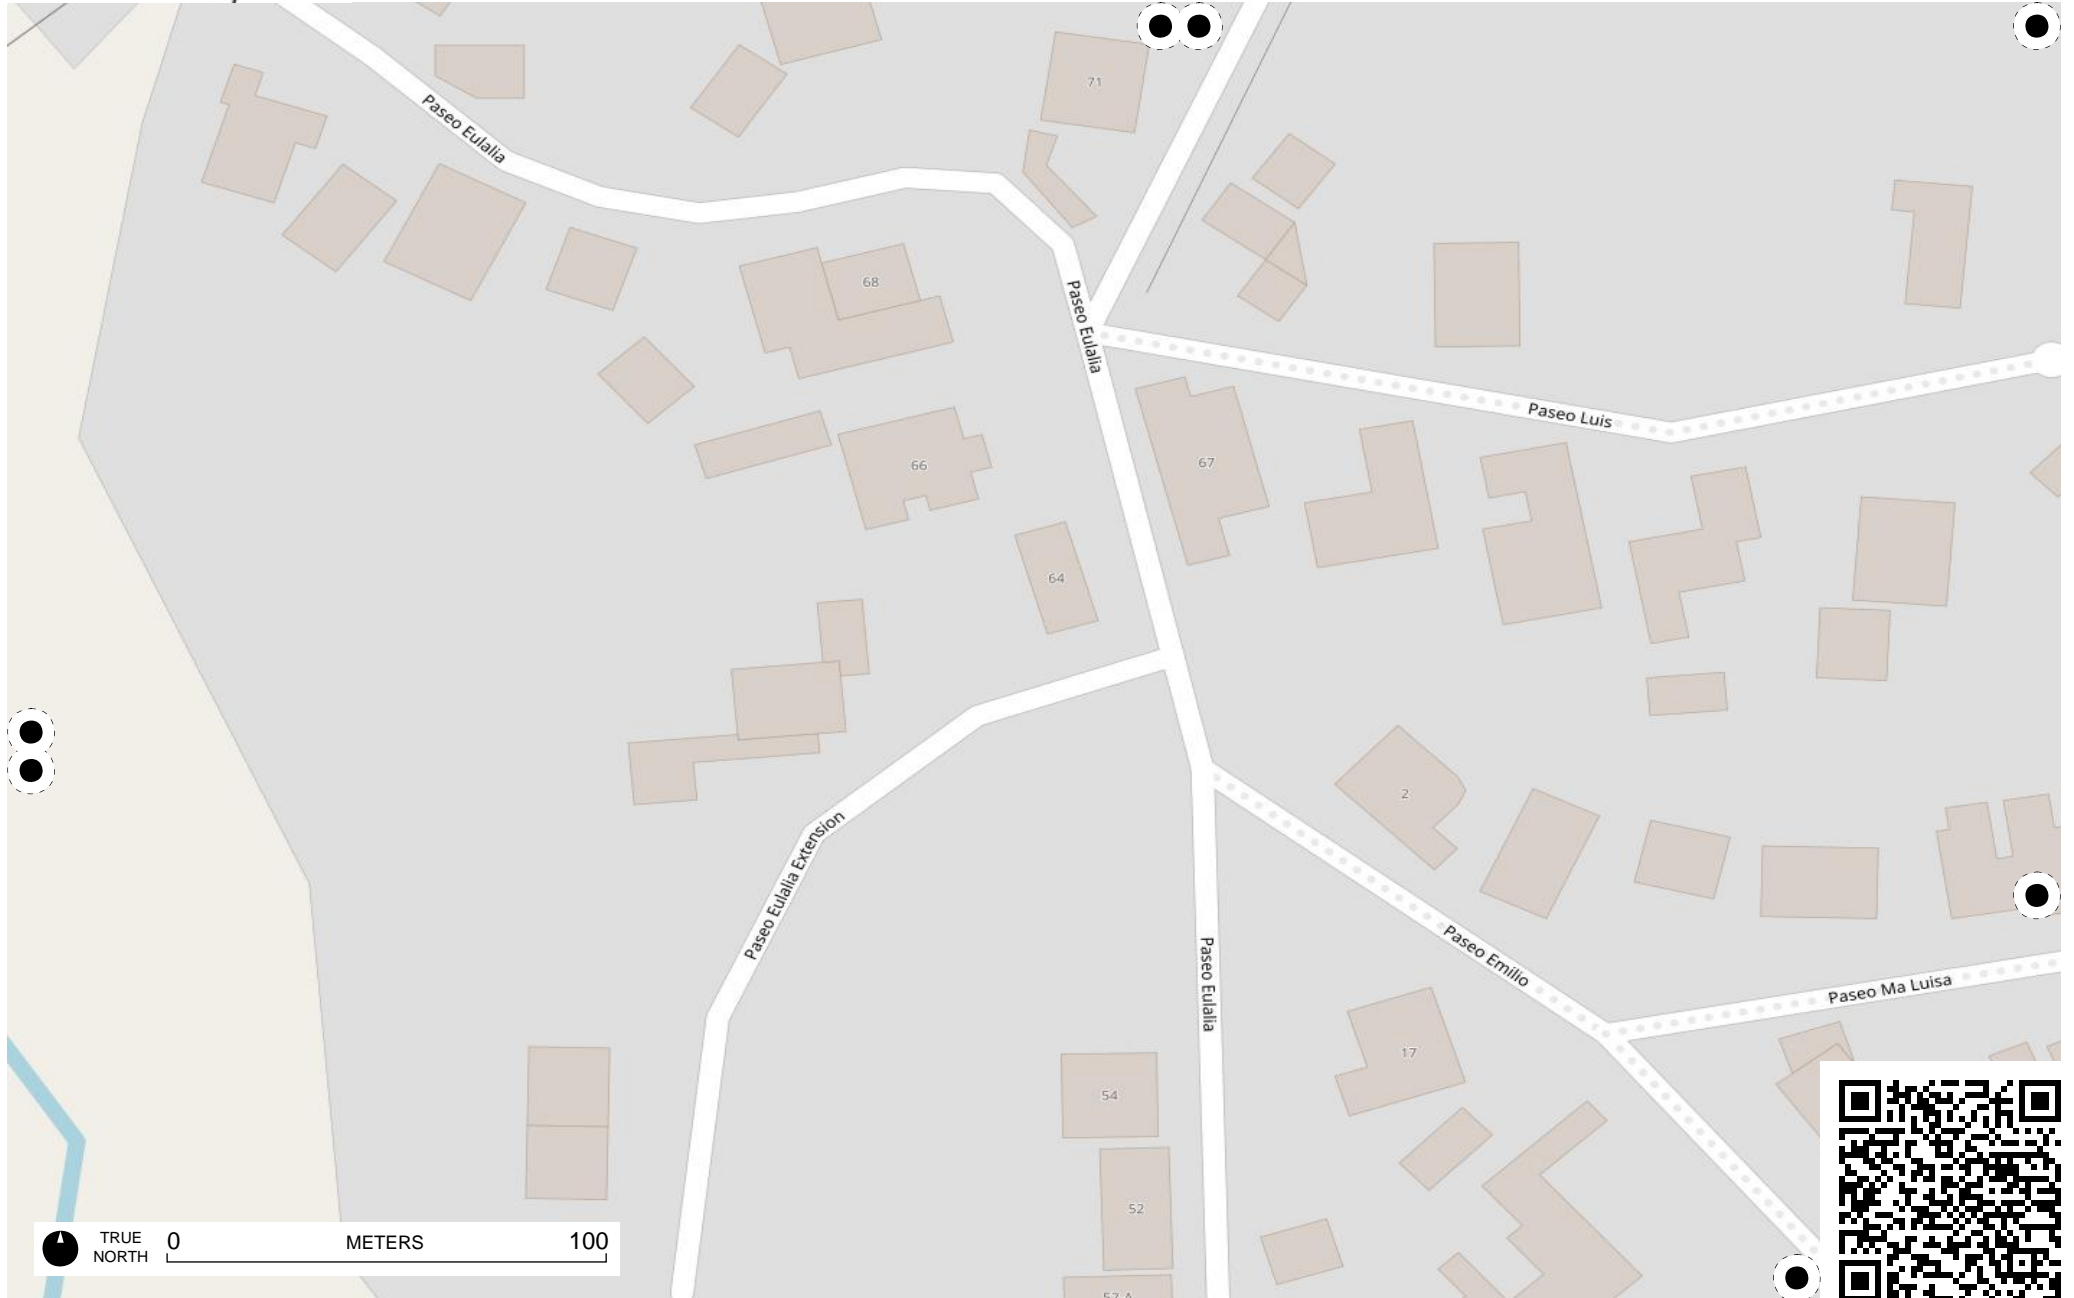 71
Paseo Eulalia
68
Paseo Eulalia
Paseo Luis
66
67
64
2
Paseo Eulalia Extension
Paseo Emilio
Paseo Eulalia
Paseo Ma Luisa
17
54
52
TRUE NORTH
0 METERS 100